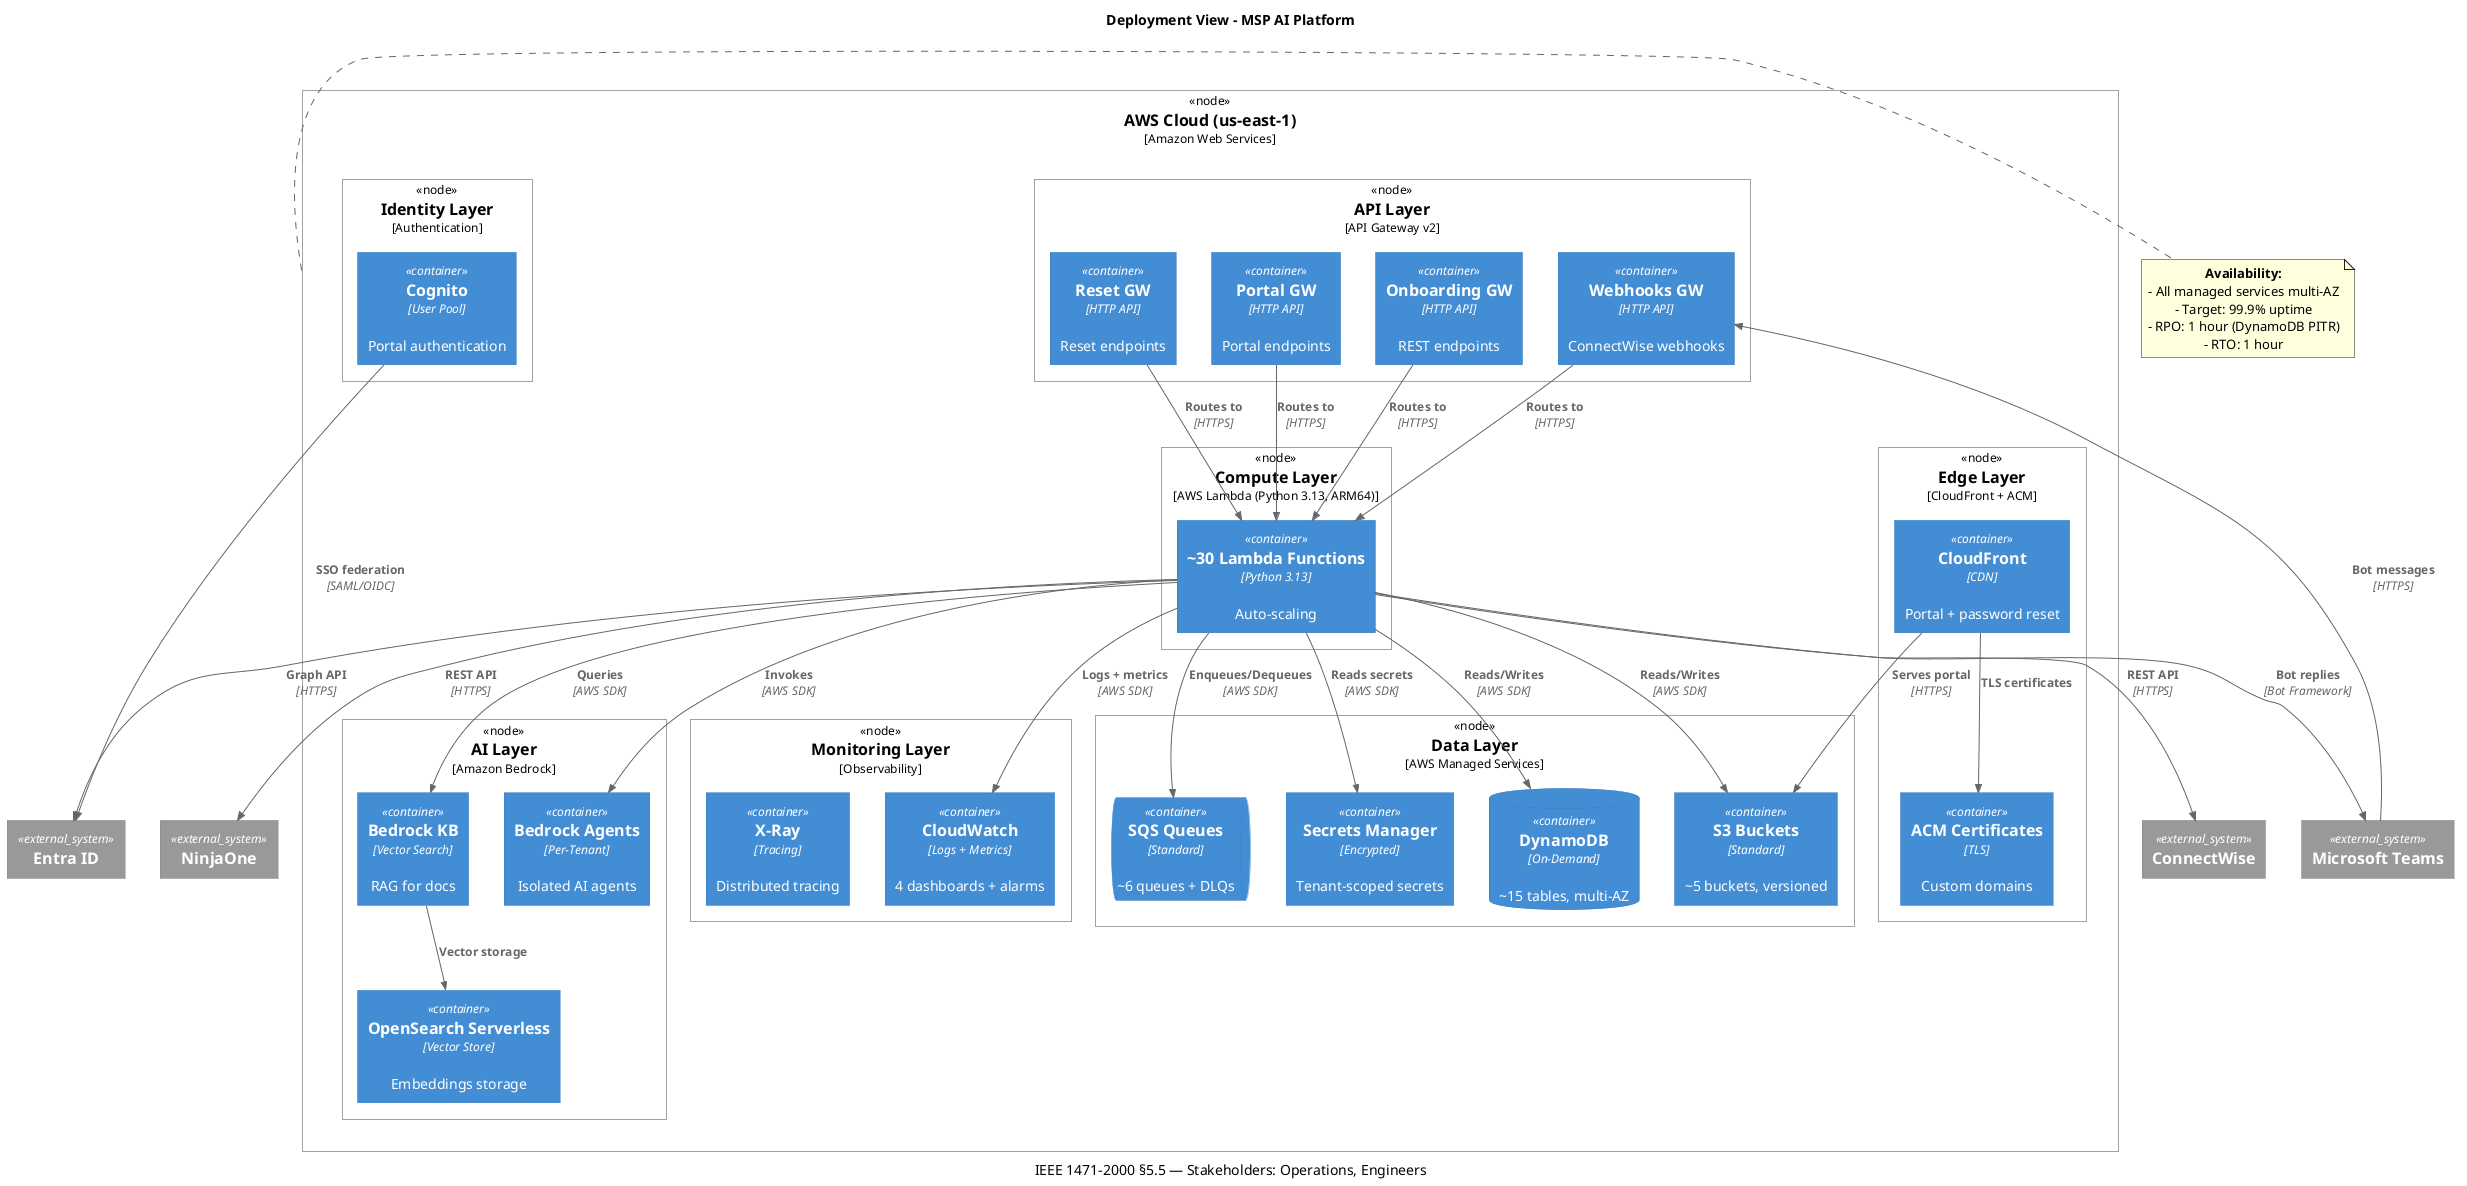 Deployment View - MSP AI Platform
«node»
AWS Cloud (us-east-1)
[Amazon Web Services]
«node»
Identity Layer
[Authentication]
«container»
Cognito
[User Pool]
Portal authentication
«node»
API Layer
[API Gateway v2]
«container»
Reset GW
[HTTP API]
Reset endpoints
«container»
Portal GW
[HTTP API]
Portal endpoints
«container»
Onboarding GW
[HTTP API]
REST endpoints
«container»
Webhooks GW
[HTTP API]
ConnectWise webhooks
Availability:
- All managed services multi-AZ
- Target: 99.9% uptime
- RPO: 1 hour (DynamoDB PITR)
- RTO: 1 hour
Routes to
[HTTPS]
Routes to
[HTTPS]
Routes to
[HTTPS]
Routes to
[HTTPS]
«node»
Compute Layer
[AWS Lambda (Python 3.13, ARM64)]
«container»
~30 Lambda Functions
[Python 3.13]
Auto-scaling
«node»
Edge Layer
[CloudFront + ACM]
«container»
CloudFront
[CDN]
Portal + password reset
SSO federation
[SAML/OIDC]
Bot messages
[HTTPS]
Graph API
[HTTPS]
REST API
[HTTPS]
Queries
[AWS SDK]
Invokes
[AWS SDK]
Logs + metrics
[AWS SDK]
Enqueues/Dequeues
[AWS SDK]
Reads secrets
[AWS SDK]
Reads/Writes
[AWS SDK]
Reads/Writes
[AWS SDK]
Serves portal
[HTTPS]
TLS certificates
REST API
[HTTPS]
Bot replies
[Bot Framework]
«node»
AI Layer
[Amazon Bedrock]
«container»
Bedrock KB
[Vector Search]
RAG for docs
«container»
Bedrock Agents
[Per-Tenant]
Isolated AI agents
«node»
Monitoring Layer
[Observability]
«container»
X-Ray
[Tracing]
Distributed tracing
«container»
CloudWatch
[Logs + Metrics]
4 dashboards + alarms
«node»
Data Layer
[AWS Managed Services]
«container»
SQS Queues
[Standard]
~6 queues + DLQs
«container»
Secrets Manager
[Encrypted]
Tenant-scoped secrets
«container»
DynamoDB
[On-Demand]
~15 tables, multi-AZ
«container»
S3 Buckets
[Standard]
~5 buckets, versioned
«container»
ACM Certificates
[TLS]
Custom domains
«external_system»
Entra ID
«external_system»
NinjaOne
«external_system»
ConnectWise
«external_system»
Microsoft Teams
Vector storage
«container»
OpenSearch Serverless
[Vector Store]
Embeddings storage
IEEE 1471-2000 §5.5 — Stakeholders: Operations, Engineers